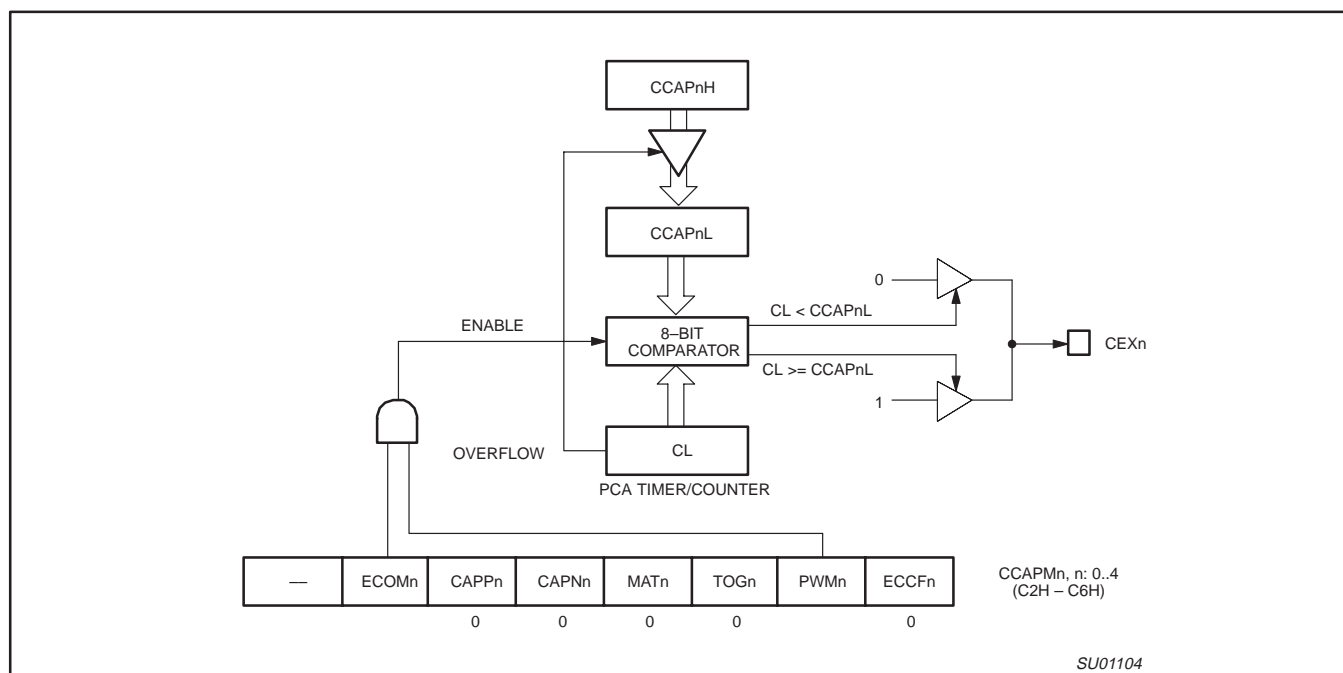 CCAPnH
CCAPnL
0
CL < CCAPnL
ENABLE
8–BIT
COMPARATOR
CEXn
CL >= CCAPnL
1
OVERFLOW
CL
PCA TIMER/COUNTER
— ECOMn CAPPn CAPNn MATn TOGn PWMn ECCFn
CCAPMn, n: 0..4
(C2H – C6H)
0 0 0 0 0
SU01104